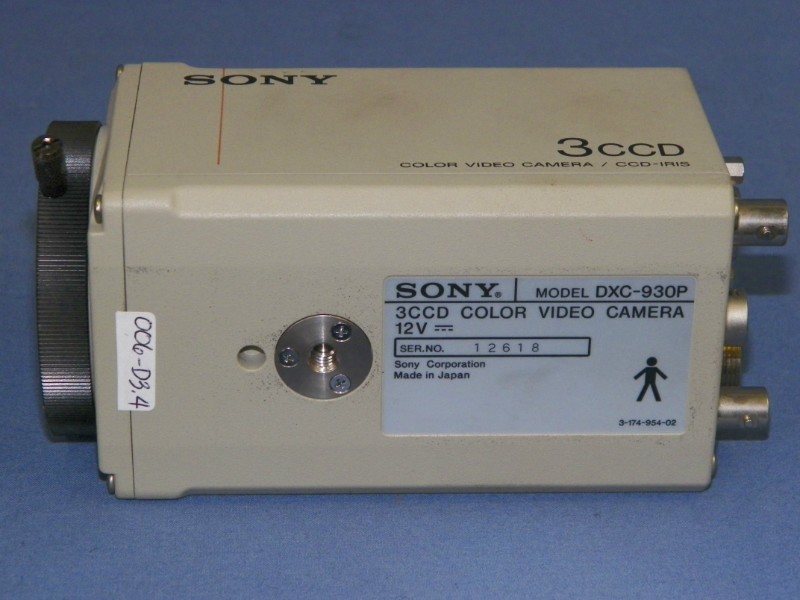 SONY
3CCD
COLOR VIDEO CAMERA / CCD-IRIS
SONY® MODEL DXC-930P
3CCD COLOR VIDEO CAMERA
12V ⎓
SER.NO. 12618
Sony Corporation
Made in Japan
3-174-954-02
006-D3,4